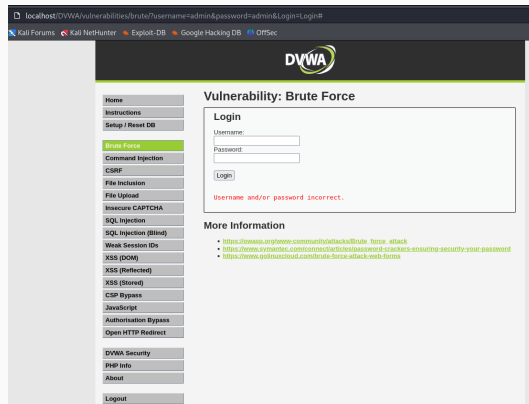 localhost/DVWA/vulnerabilities/brute/?username=admin&password=admin&Login=Login#
Kali Forums Kali NetHunter Exploit-DB Google Hacking DB OffSec
DVWA
Home
Instructions
Setup / Reset DB
Brute Force
Command Injection
CSRF
File Inclusion
File Upload
Insecure CAPTCHA
SQL Injection
SQL Injection (Blind)
Weak Session IDs
XSS (DOM)
XSS (Reflected)
XSS (Stored)
CSP Bypass
JavaScript
Authorisation Bypass
Open HTTP Redirect
DVWA Security
PHP Info
About
Logout
Vulnerability: Brute Force
Login
Username:
Password:
Login
Username and/or password incorrect.
More Information
https://owasp.org/www-community/attacks/Brute_force_attack
https://www.symantec.com/connect/articles/password-crackers-ensuring-security-your-password
https://www.golinuxcloud.com/brute-force-attack-web-forms